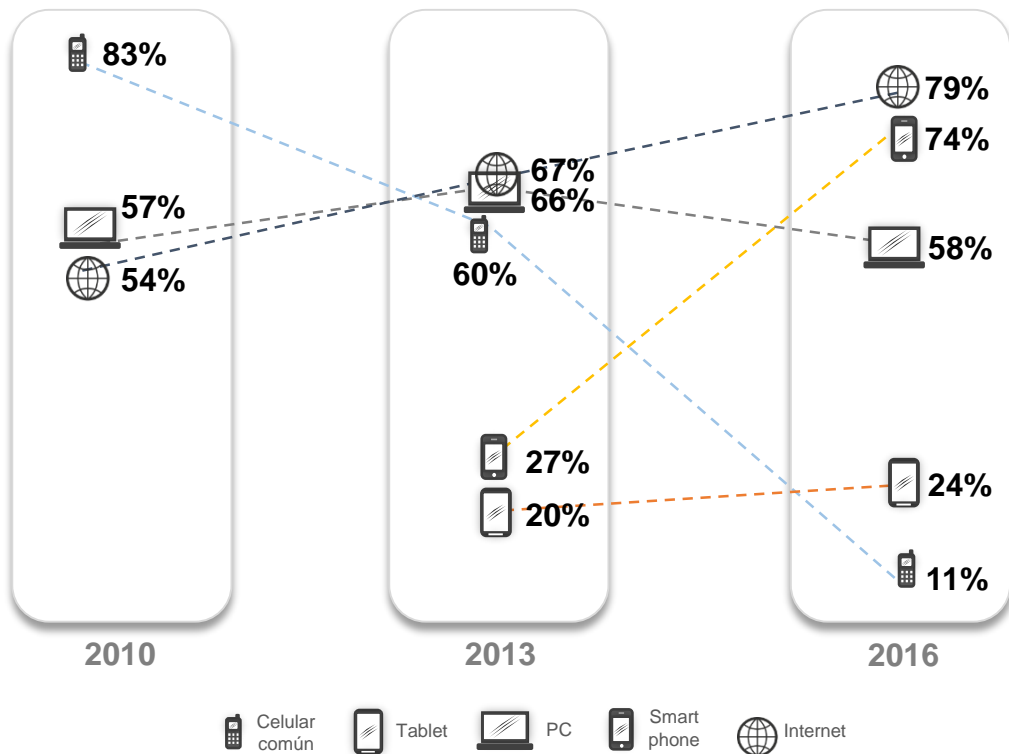 83%
57%
54%
67%
66%
60%
27%
20%
79%
74%
58%
24%
11%
2010
2013
2016
Celular
común
Tablet
PC
Smart
phone
Internet